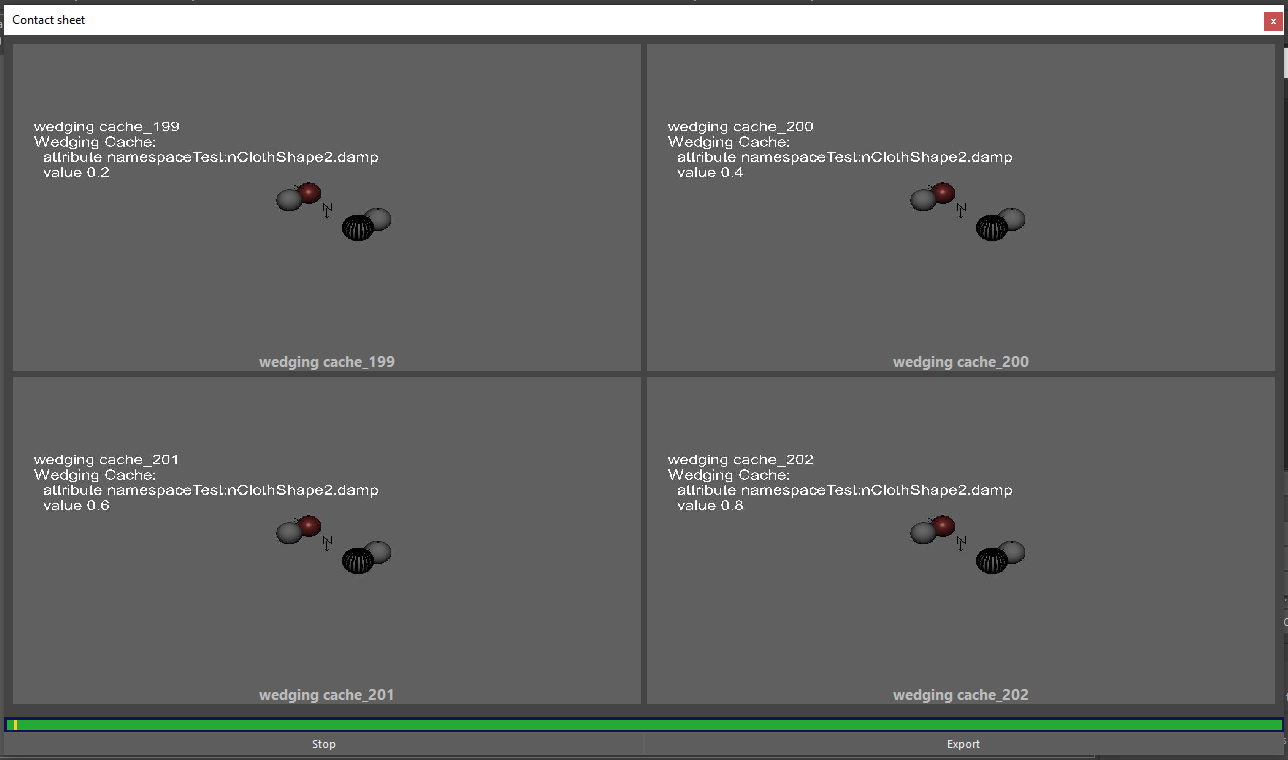 Contact sheet
x
wedging cache_199
Wedging Cache:
attribute namespaceTest:nClothShape2.damp
value 0.2
wedging cache_199
wedging cache_200
Wedging Cache:
attribute namespaceTest:nClothShape2.damp
value 0.4
wedging cache_200
wedging cache_201
Wedging Cache:
attribute namespaceTest:nClothShape2.damp
value 0.6
wedging cache_201
wedging cache_202
Wedging Cache:
attribute namespaceTest:nClothShape2.damp
value 0.8
wedging cache_202
Stop
Export